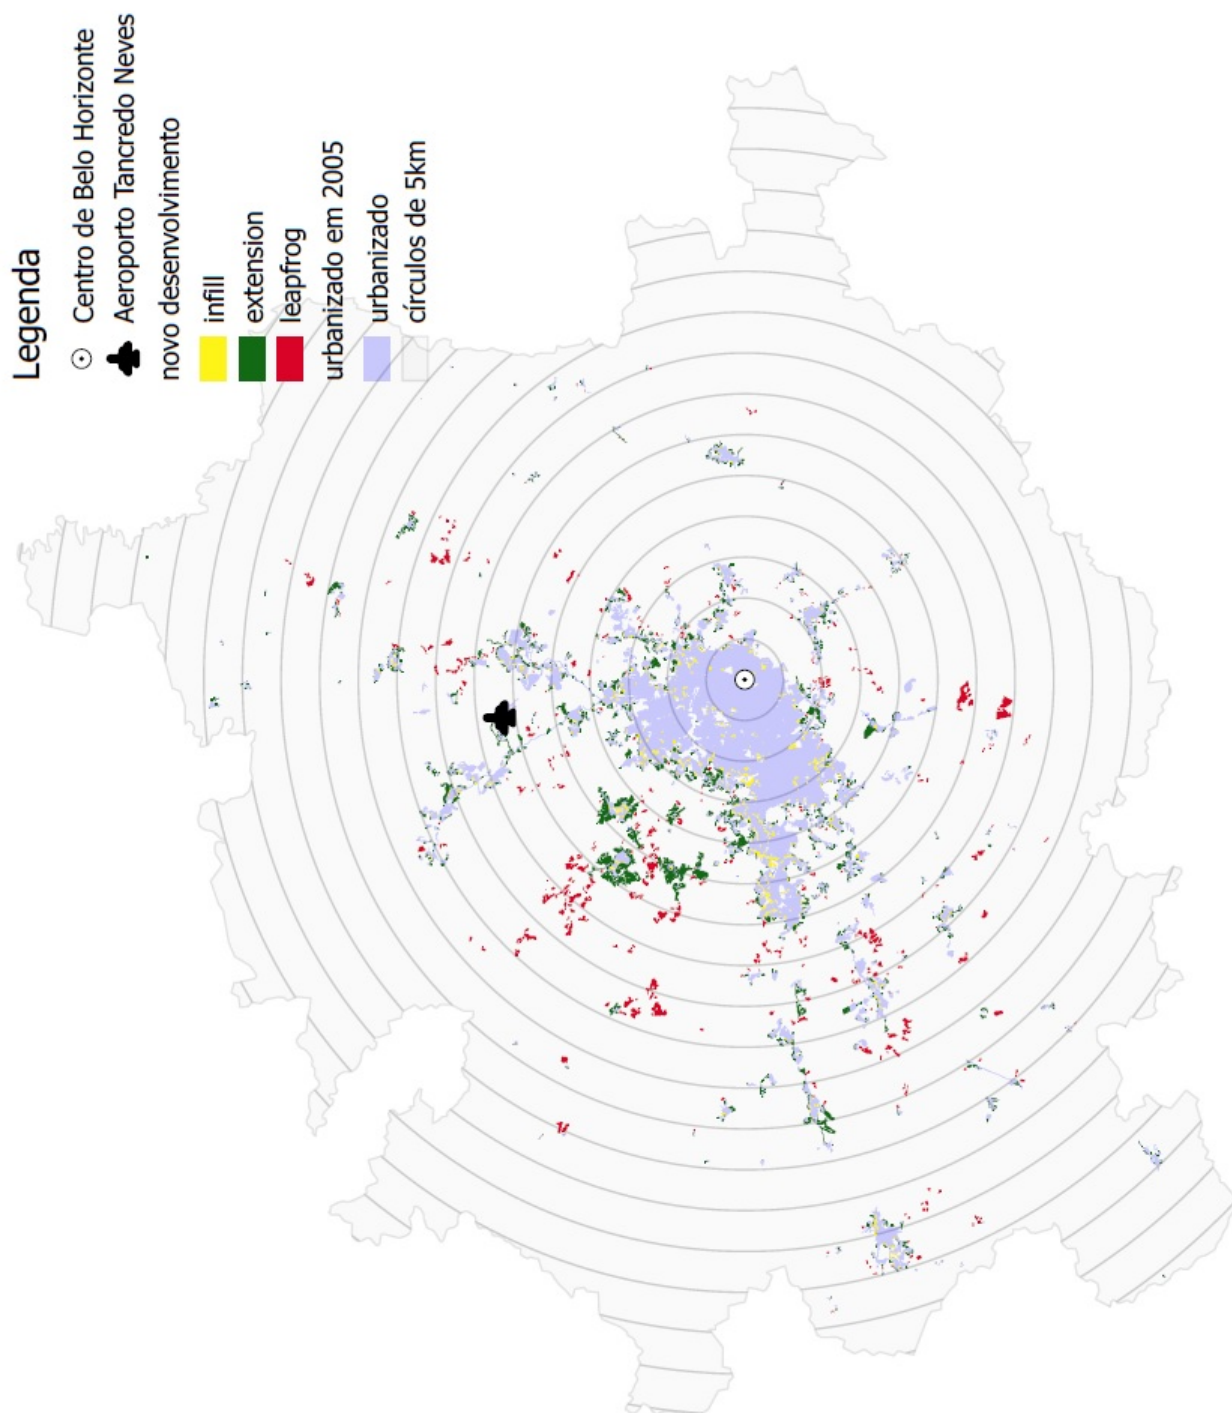 Legenda
Centro de Belo Horizonte
Aeroporto Tancredo Neves
novo desenvolvimento
infill
extension
leapfrog
urbanizado em 2005
urbanizado
círculos de 5km